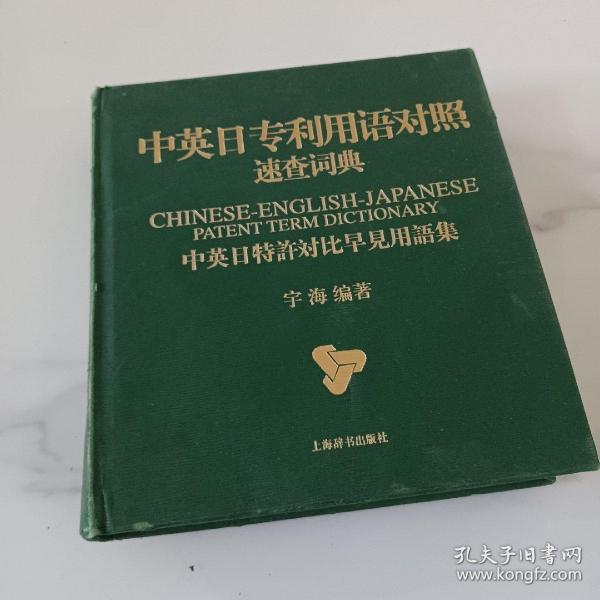 中英日专利用语对照
速查词典
CHINESE-ENGLISH-JAPANESE
PATENT TERM DICTIONARY
中英日特許対比早見用語集
宇 海 编著
上海辞书出版社
孔夫子旧书网
www.kongfz.com